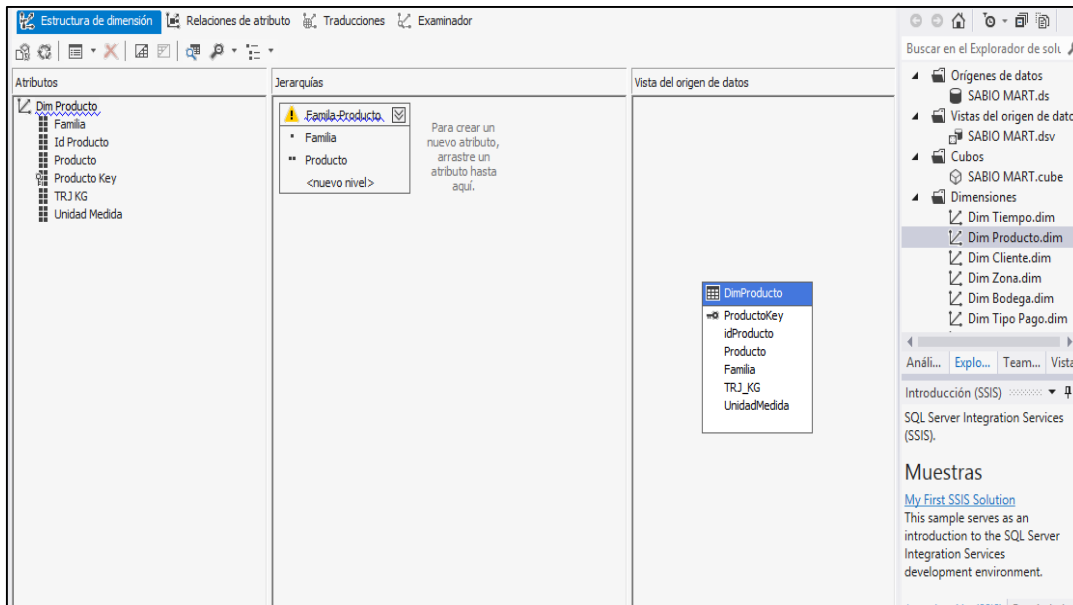 Estructura de dimensión
Relaciones de atributo
Traducciones
Examinador
Atributos
Dim Producto
Familia
Id Producto
Producto
Producto Key
TRJ KG
Unidad Medida
Jerarquías
Famila-Producto
Familia
Producto
<nuevo nivel>
Para crear un
nuevo atributo,
arrastre un
atributo hasta
aquí.
Vista del origen de datos
DimProducto
ProductoKey
idProducto
Producto
Familia
TRJ_KG
UnidadMedida
Buscar en el Explorador de solu
Orígenes de datos
SABIO MART.ds
Vistas del origen de dato
SABIO MART.dsv
Cubos
SABIO MART.cube
Dimensiones
Dim Tiempo.dim
Dim Producto.dim
Dim Cliente.dim
Dim Zona.dim
Dim Bodega.dim
Dim Tipo Pago.dim
Análi... Explo... Team... Vista
Introducción (SSIS)
SQL Server Integration Services
(SSIS).
Muestras
My First SSIS Solution
This sample serves as an
introduction to the SQL Server
Integration Services
development environment.